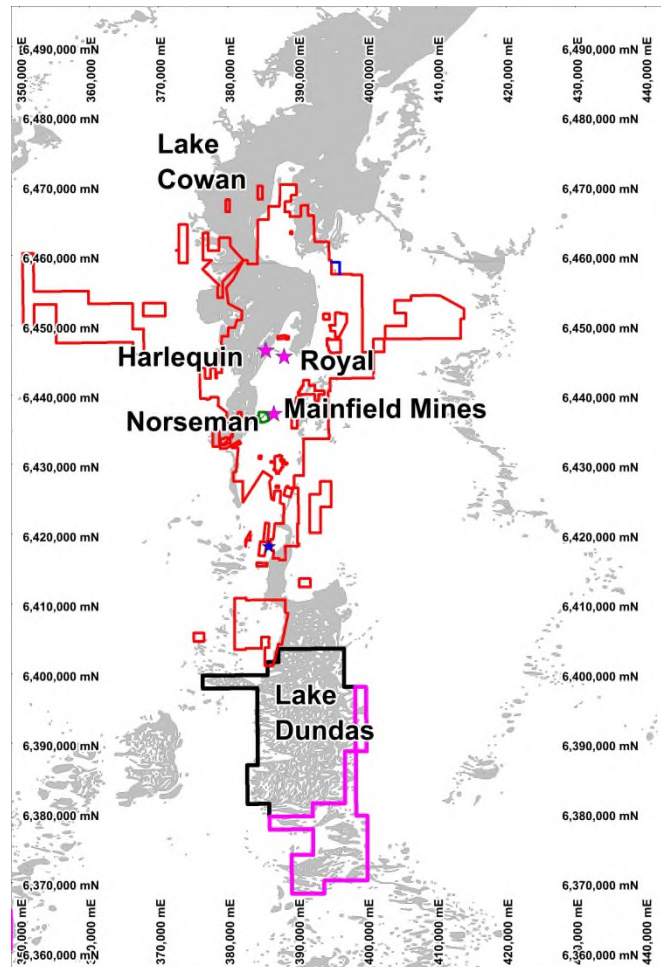 350,000 mE
360,000 mE
370,000 mE
380,000 mE
390,000 mE
400,000 mE
420,000 mE
440,000 mE
6,490,000 mN
6,490,000 mN
6,480,000 mN
6,480,000 mN
Lake
Cowan
6,470,000 mN
6,470,000 mN
6,460,000 mN
6,460,000 mN
6,450,000 mN
6,450,000 mN
Harlequin
Royal
6,440,000 mN
6,440,000 mN
Norseman
Mainfield Mines
6,430,000 mN
6,430,000 mN
6,420,000 mN
6,420,000 mN
6,410,000 mN
6,410,000 mN
6,400,000 mN
6,400,000 mN
Lake
Dundas
6,390,000 mN
6,390,000 mN
6,380,000 mN
6,380,000 mN
6,370,000 mN
6,370,000 mN
6,360,000 mN
6,360,000 mN
350,000 mE
360,000 mE
370,000 mE
380,000 mE
390,000 mE
400,000 mE
420,000 mE
440,000 mE